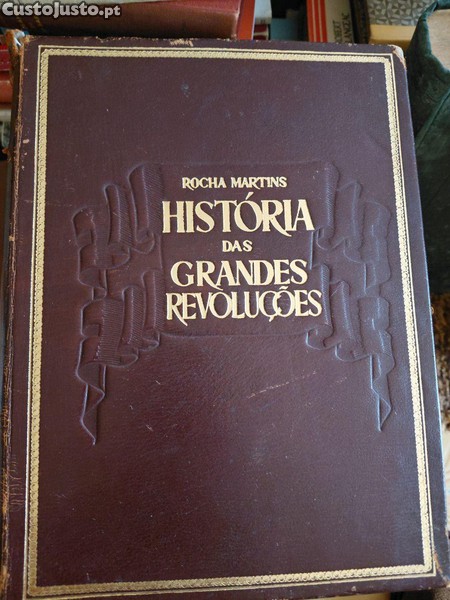 CustoJusto.pt
ROCHA MARTINS
HISTÓRIA
DAS
GRANDES
REVOLUÇÕES